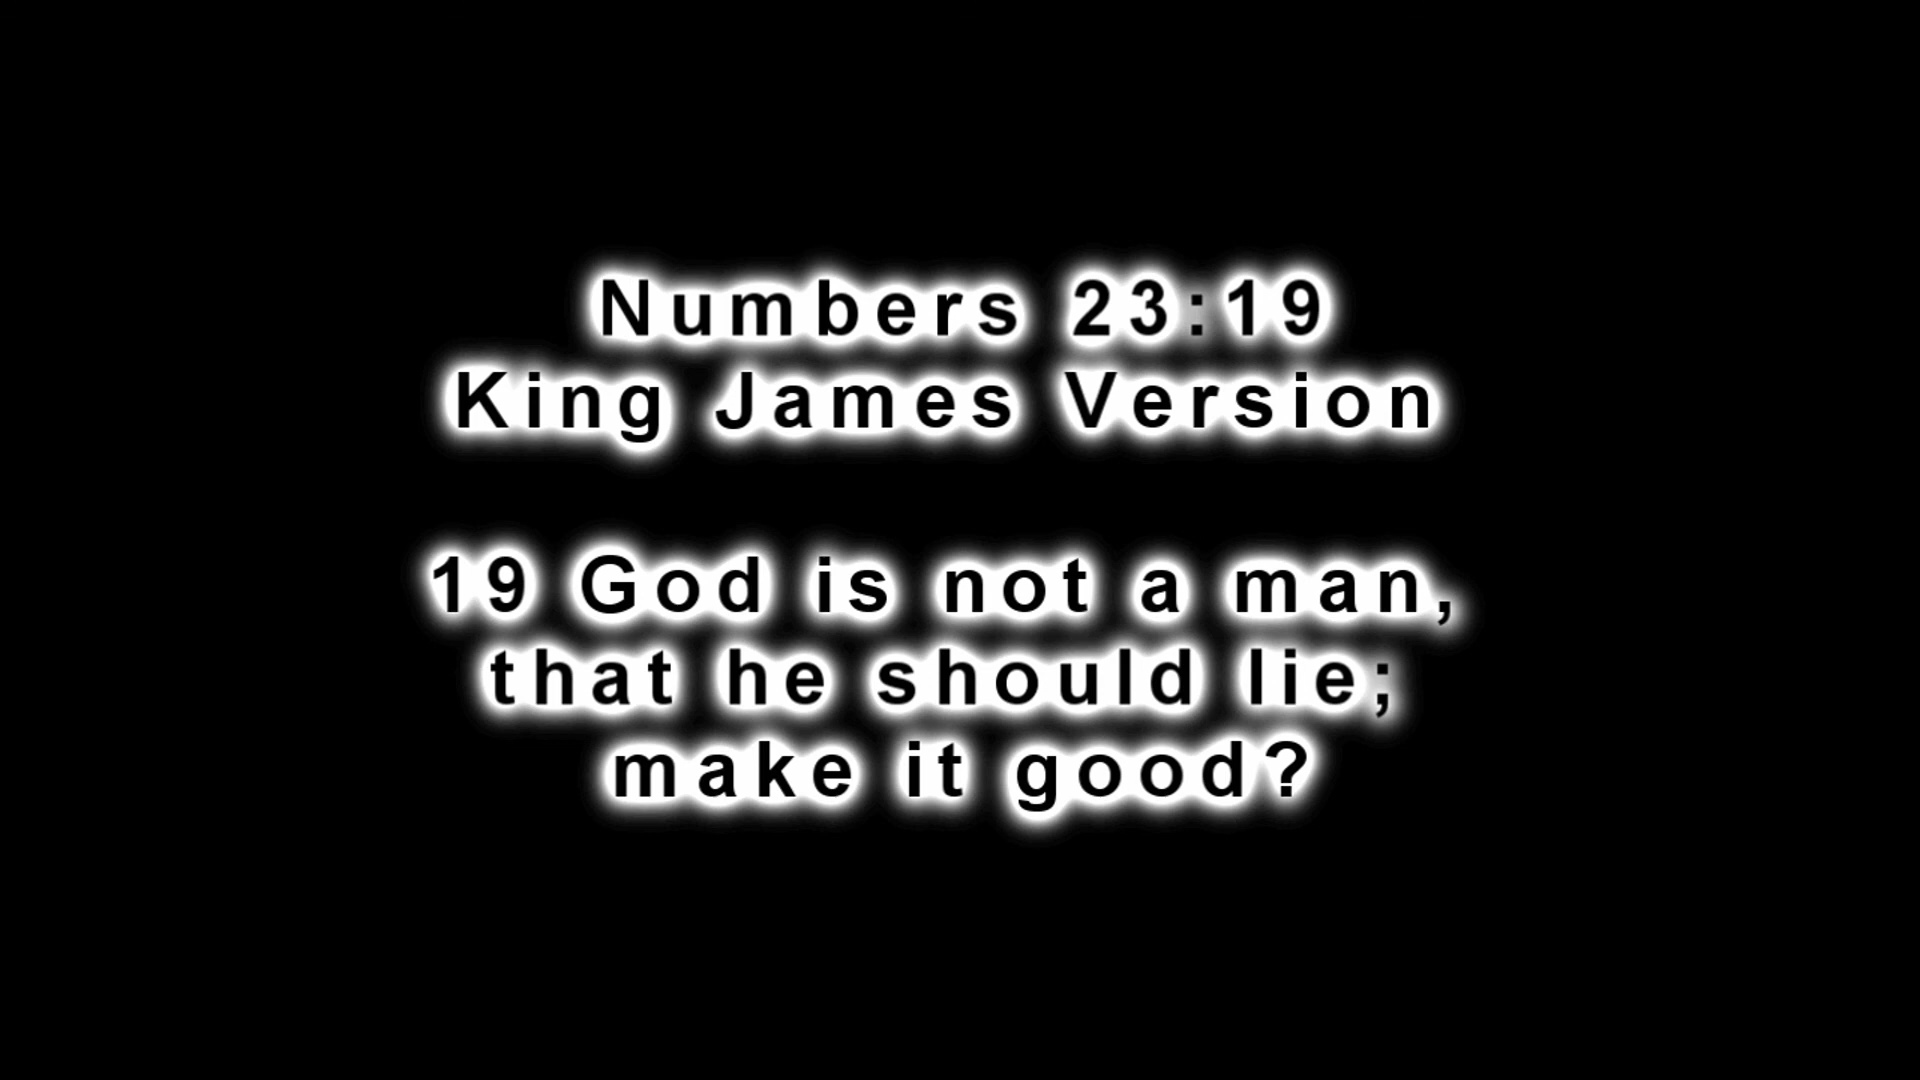 Numbers 23:19
King James Version
19 God is not a man,
that he should lie;
make it good?